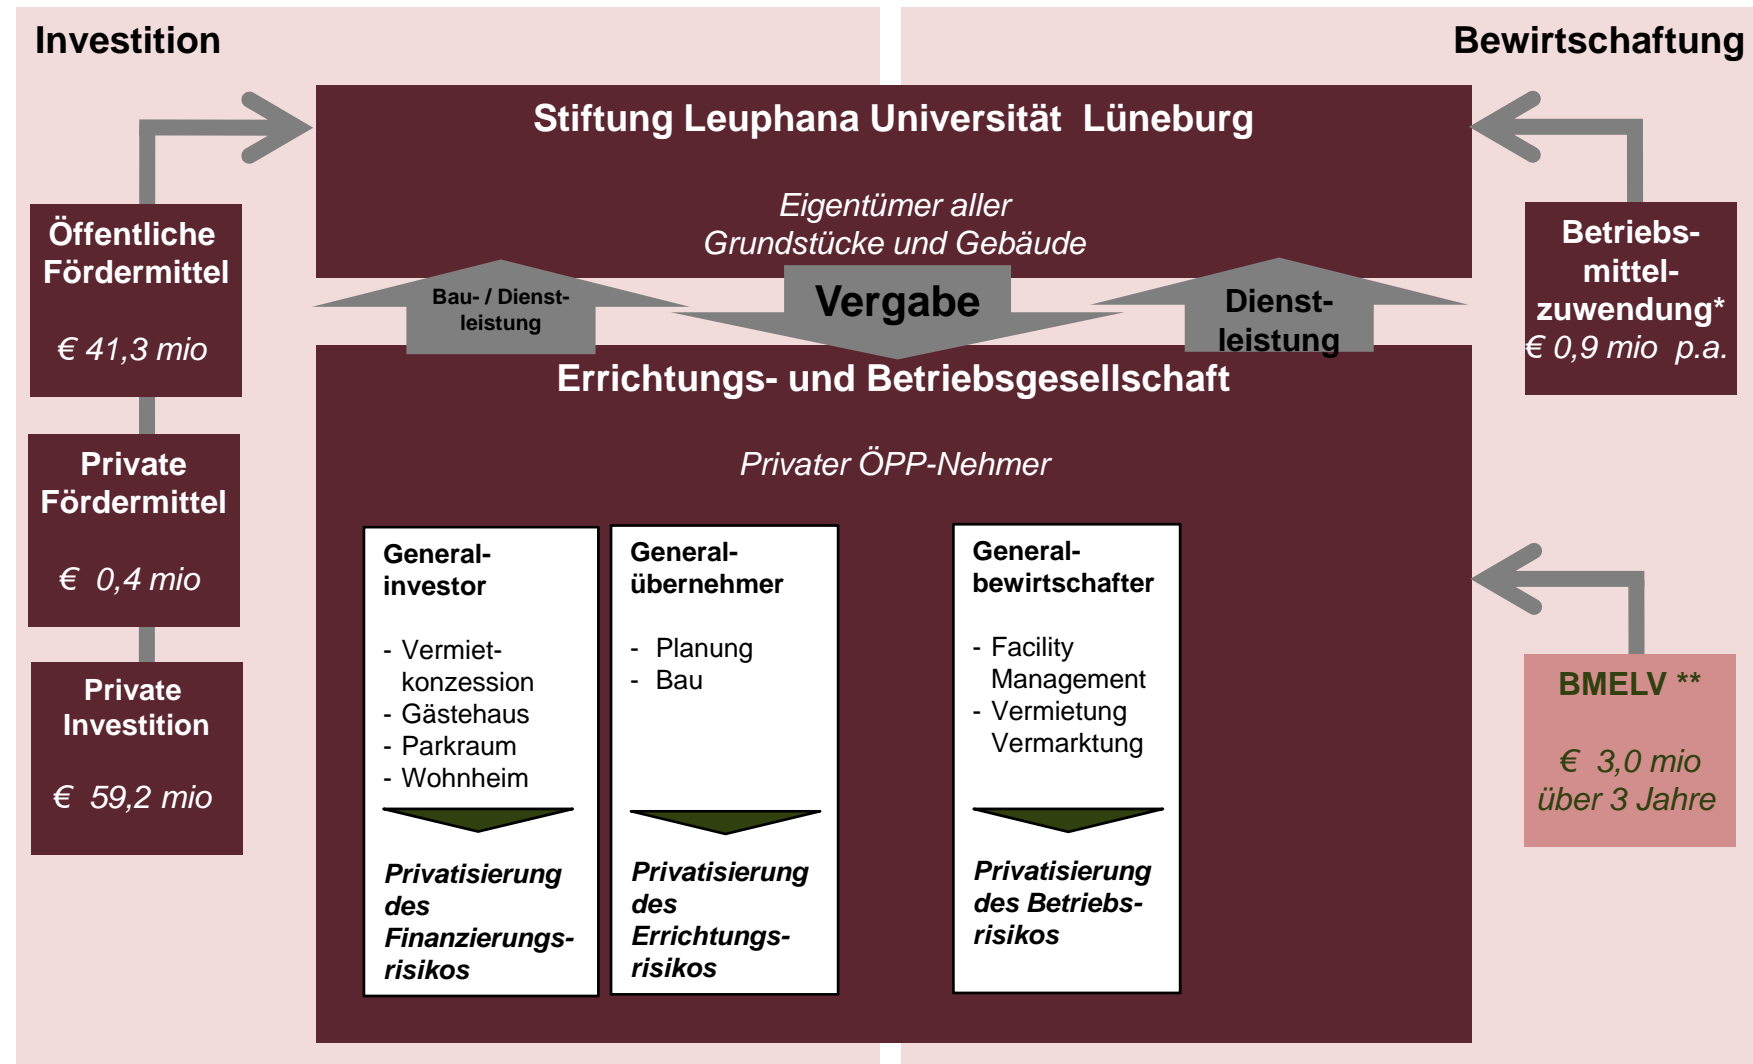 Investition
Bewirtschaftung
Stiftung Leuphana Universität Lüneburg
Eigentümer aller
Grundstücke und Gebäude
Öffentliche
Fördermittel
€ 41,3 mio
Private
Fördermittel
€ 0,4 mio
Private
Investition
€ 59,2 mio
Bau- / Dienst-
leistung
Vergabe
Dienst-
leistung
Betriebs-
mittel-
zuwendung*
€ 0,9 mio p.a.
Errichtungs- und Betriebsgesellschaft
Privater ÖPP-Nehmer
General-
investor
- Vermiet-
konzession
- Gästehaus
- Parkraum
- Wohnheim
Privatisierung
des
Finanzierungs-
risikos
General-
übernehmer
- Planung
- Bau
Privatisierung
des
Errichtungs-
risikos
General-
bewirtschafter
- Facility
Management
- Vermietung
Vermarktung
Privatisierung
des Betriebs-
risikos
BMELV **
€ 3,0 mio
über 3 Jahre